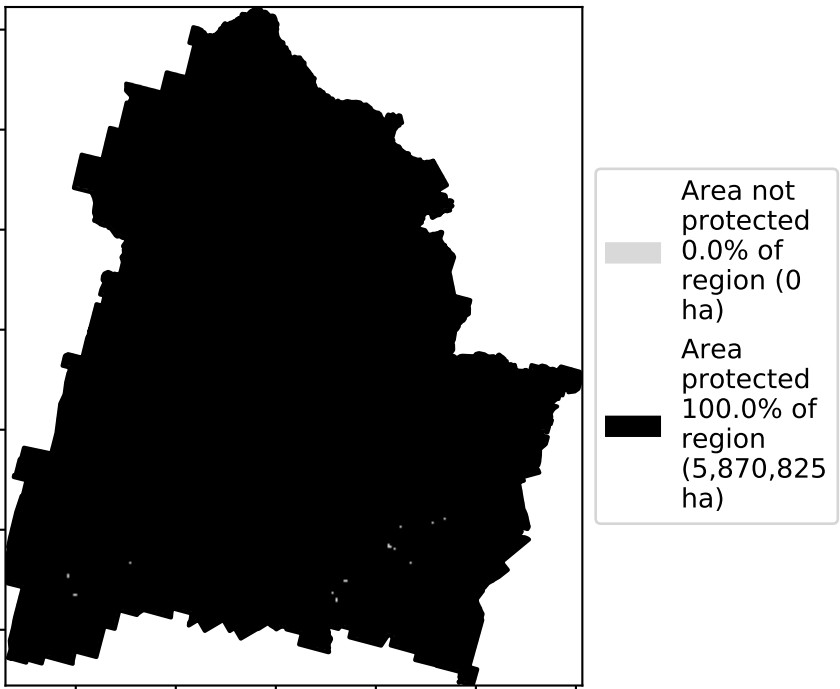 Area not
protected
0.0% of
region (0
ha)
Area
protected
100.0% of
region
(5,870,825
ha)